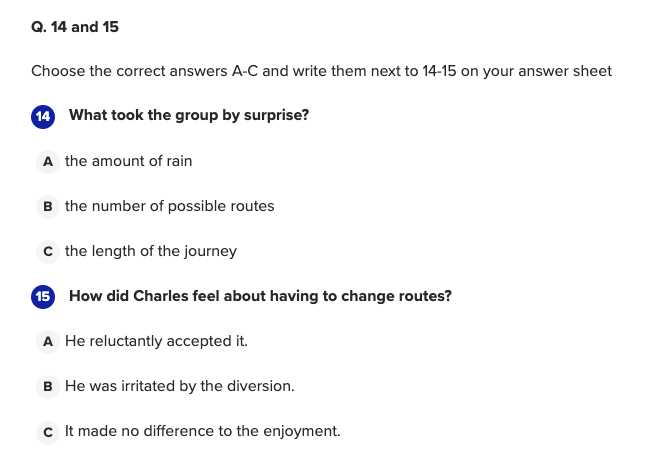 Q. 14 and 15
Choose the correct answers A-C and write them next to 14-15 on your answer sheet
14 What took the group by surprise?
A the amount of rain
B the number of possible routes
C the length of the journey
15 How did Charles feel about having to change routes?
A He reluctantly accepted it.
B He was irritated by the diversion.
C It made no difference to the enjoyment.